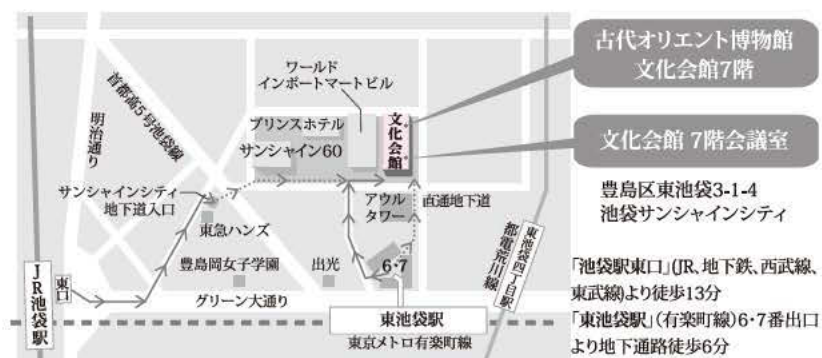 古代オリエント博物館
文化会館7階
文化会館 7階会議室
豊島区東池袋3-1-4
池袋サンシャインシティ
「池袋駅東口」(JR、地下鉄、西武線、
東武線)より徒歩13分
「東池袋駅」(有楽町線)6・7番出口
より地下通路徒歩6分
ワールド
インポートマートビル
プリンスホテル
サンシャイン60
文化会館
首都高5号池袋線
明治通り
サンシャインシティ
地下道入口
東急ハンズ
アウル
タワー
直通地下道
豊島岡女子学園
出光
6・7
東池袋四丁目駅
都電荒川線
JR池袋駅
東口
グリーン大通り
東池袋駅
東京メトロ有楽町線